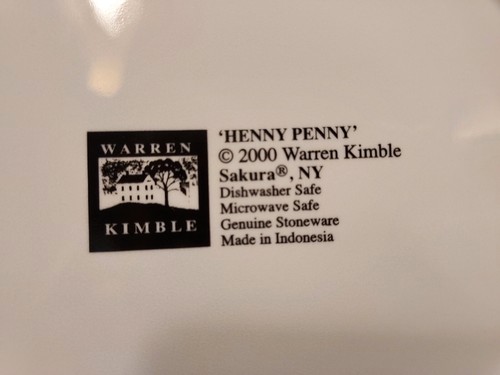 WARREN
KIMBLE
'HENNY PENNY'
© 2000 Warren Kimble
Sakura®, NY
Dishwasher Safe
Microwave Safe
Genuine Stoneware
Made in Indonesia